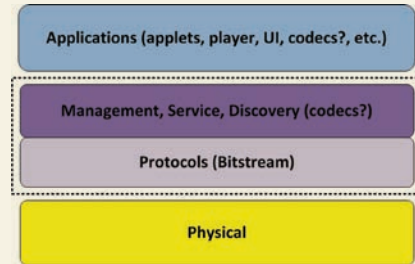 Applications (applets, player, UI, codecs?, etc.)
Management, Service, Discovery (codecs?)
Protocols (Bitstream)
Physical